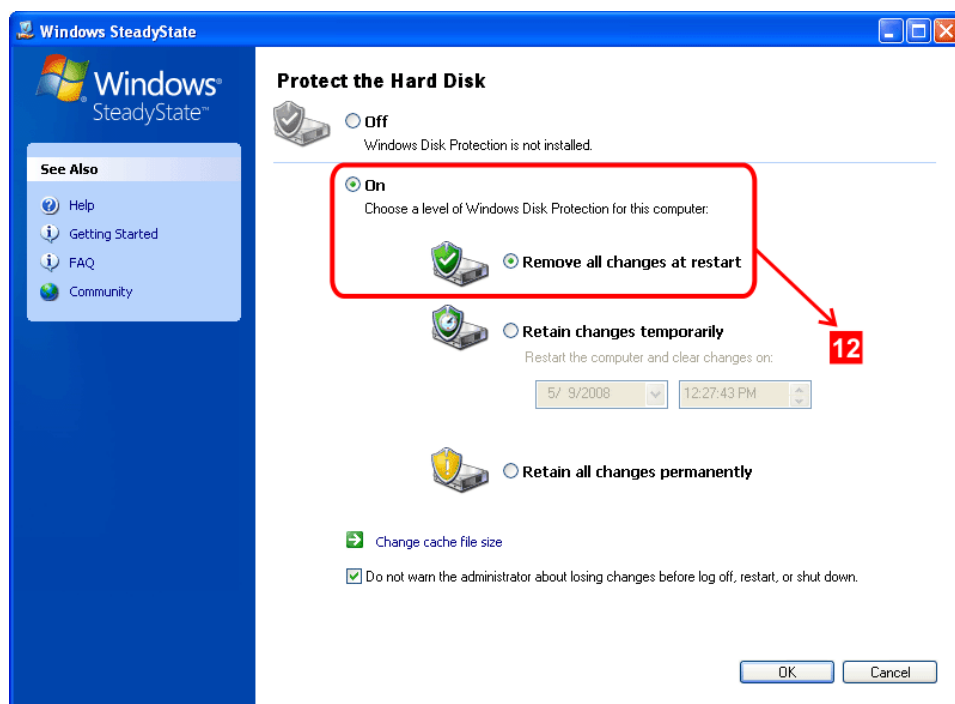 Windows SteadyState
Windows®
SteadyState™
See Also
Help
Getting Started
FAQ
Community
Protect the Hard Disk
Off
Windows Disk Protection is not installed.
On
Choose a level of Windows Disk Protection for this computer:
Remove all changes at restart
12
Retain changes temporarily
Restart the computer and clear changes on:
5/ 9/2008 12:27:43 PM
Retain all changes permanently
Change cache file size
Do not warn the administrator about losing changes before log off, restart, or shut down.
OK Cancel